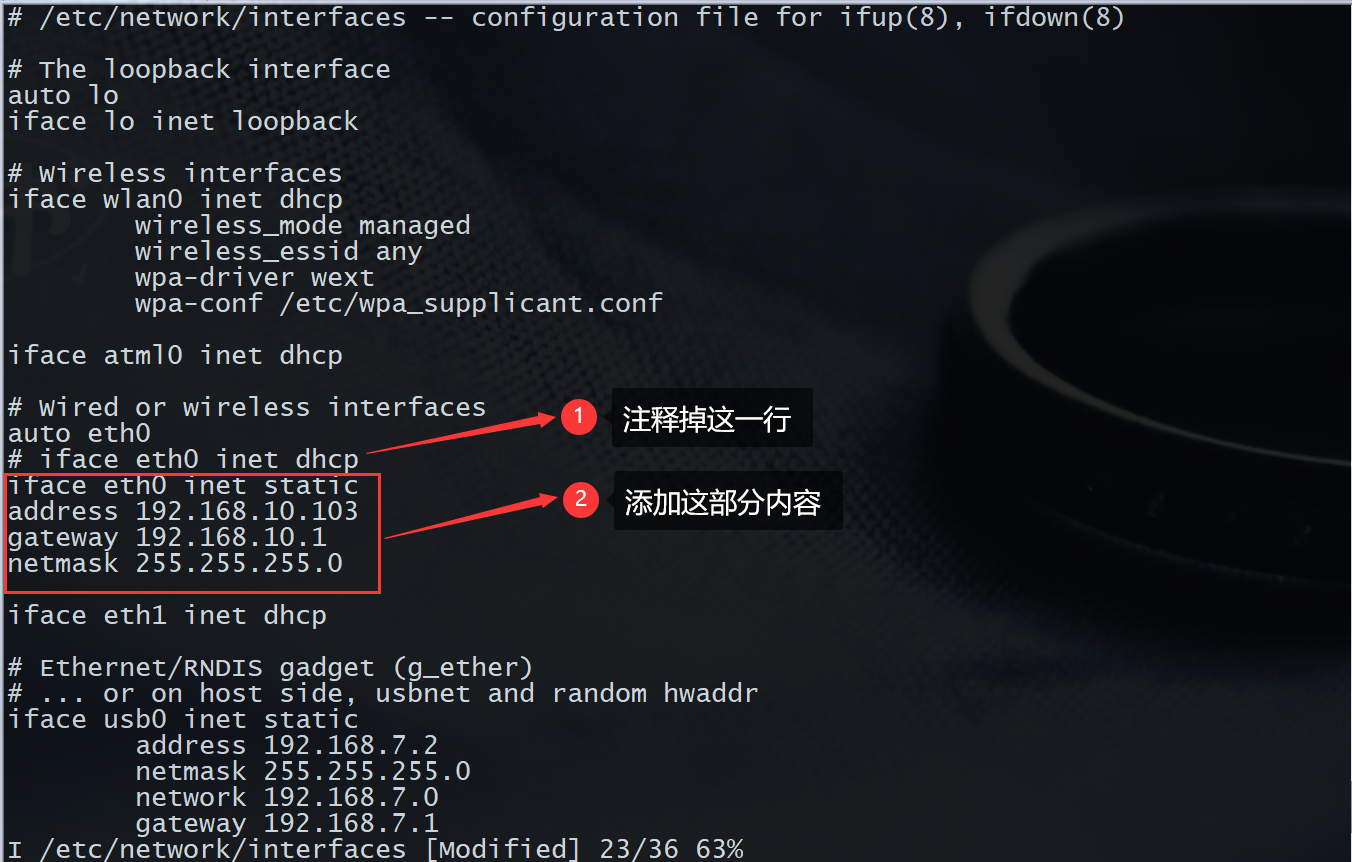 # /etc/network/interfaces -- configuration file for ifup(8), ifdown(8)
# The loopback interface
auto lo
iface lo inet loopback
# Wireless interfaces
iface wlan0 inet dhcp
wireless_mode managed
wireless_essid any
wpa-driver wext
wpa-conf /etc/wpa_supplicant.conf
iface atml0 inet dhcp
# Wired or wireless interfaces
auto eth0
# iface eth0 inet dhcp
1 注释掉这一行
iface eth0 inet static
address 192.168.10.103
gateway 192.168.10.1
netmask 255.255.255.0
2 添加这部分内容
iface eth1 inet dhcp
# Ethernet/RNDIS gadget (g_ether)
# ... or on host side, usbnet and random hwaddr
iface usb0 inet static
address 192.168.7.2
netmask 255.255.255.0
network 192.168.7.0
gateway 192.168.7.1
I /etc/network/interfaces [Modified] 23/36 63%